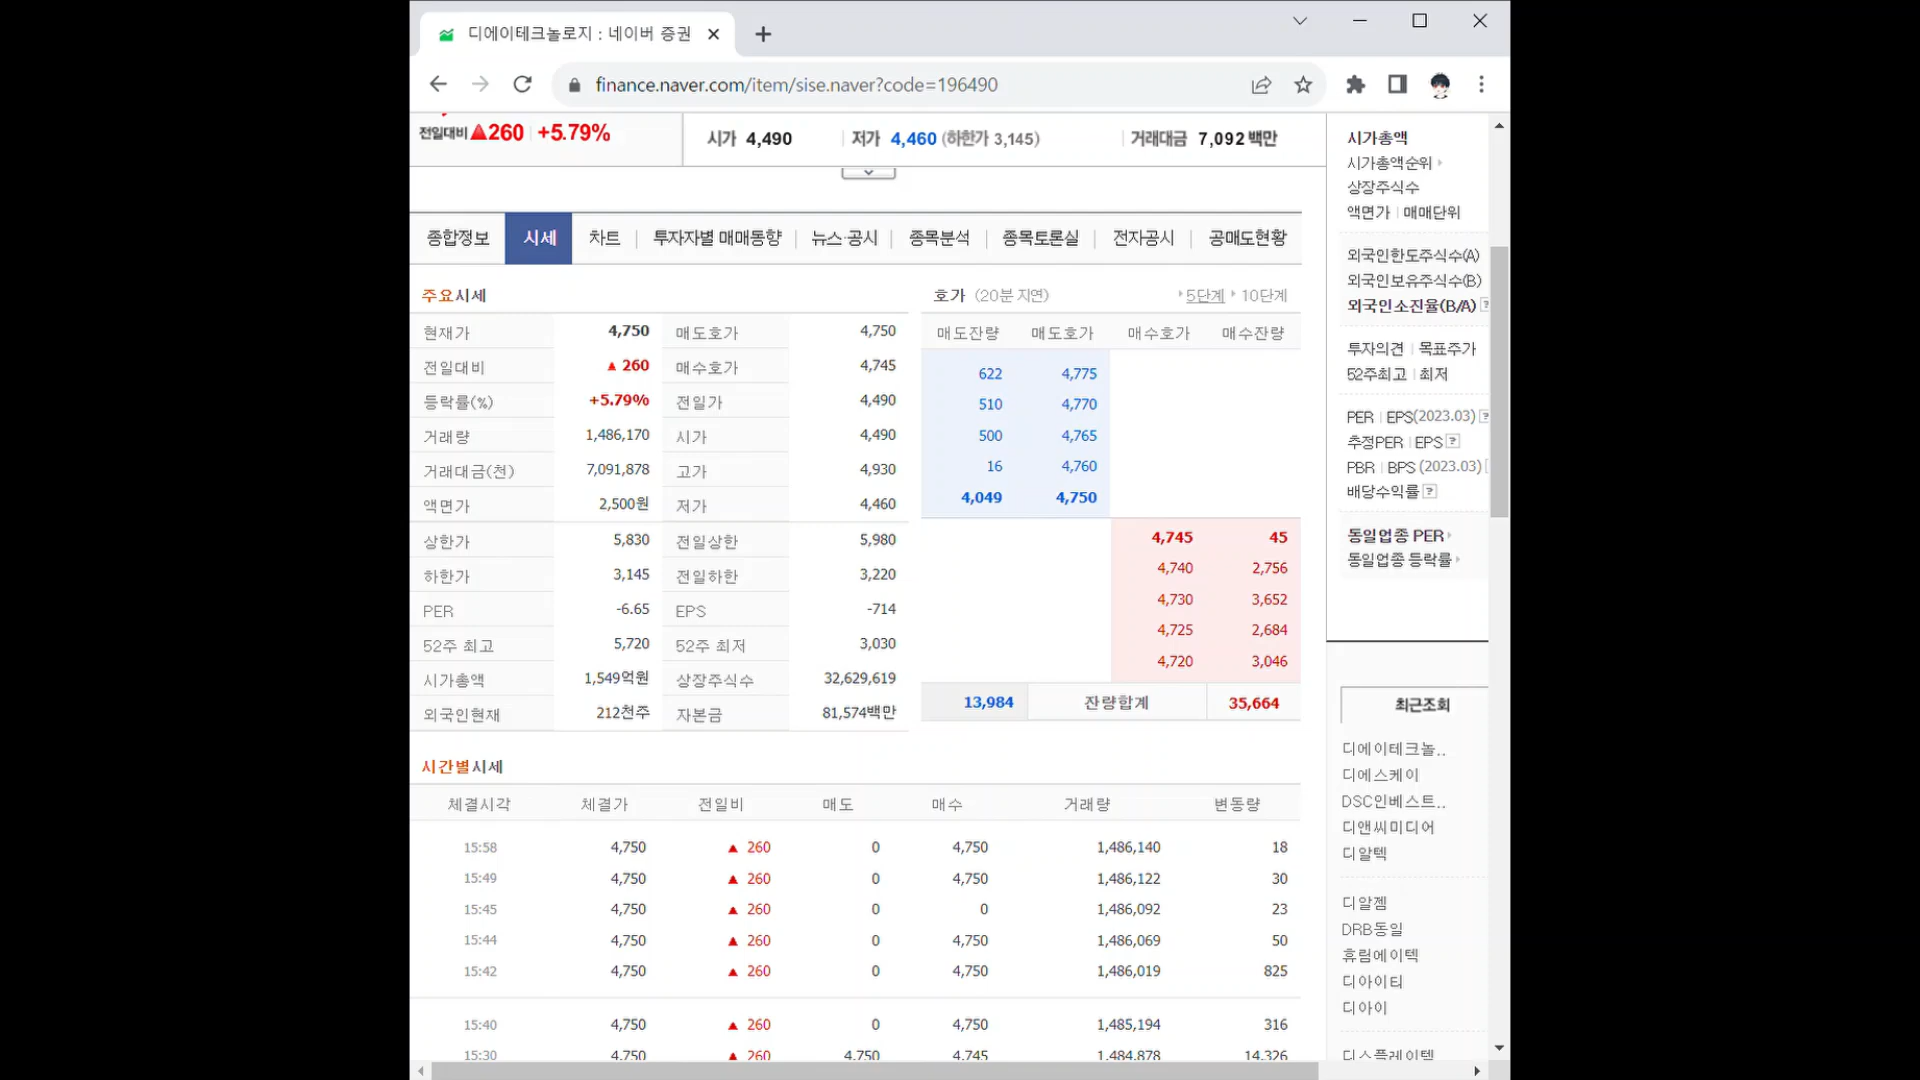 디에이테크놀로지 : 네이버 증권
finance.naver.com/item/sise.naver?code=196490
전일대비 ▲260 +5.79%
시가 4,490 저가 4,460 (하한가 3,145) 거래대금 7,092 백만
종합정보 시세 차트 투자자별 매매동향 뉴스·공시 종목분석 종목토론실 전자공시 공매도현황
주요시세
현재가 4,750 매도호가 4,750
전일대비 ▲ 260 매수호가 4,745
등락률(%) +5.79% 전일가 4,490
거래량 1,486,170 시가 4,490
거래대금(천) 7,091,878 고가 4,930
액면가 2,500원 저가 4,460
상한가 5,830 전일상한 5,980
하한가 3,145 전일하한 3,220
PER -6.65 EPS -714
52주 최고 5,720 52주 최저 3,030
시가총액 1,549억원 상장주식수 32,629,619
외국인현재 212천주 자본금 81,574백만
호가 (20분 지연) 5단계 10단계
매도잔량 매도호가 매수호가 매수잔량
622 4,775
510 4,770
500 4,765
16 4,760
4,049 4,750
4,745 45
4,740 2,756
4,730 3,652
4,725 2,684
4,720 3,046
13,984 잔량합계 35,664
시간별시세
체결시각 체결가 전일비 매도 매수 거래량 변동량
15:58 4,750 ▲ 260 0 4,750 1,486,140 18
15:49 4,750 ▲ 260 0 4,750 1,486,122 30
15:45 4,750 ▲ 260 0 0 1,486,092 23
15:44 4,750 ▲ 260 0 4,750 1,486,069 50
15:42 4,750 ▲ 260 0 4,750 1,486,019 825
15:40 4,750 ▲ 260 0 4,750 1,485,194 316
15:30 4,750 ▲ 260 4,750 4,745 1,484,878 14,326
시가총액
시가총액순위
상장주식수
액면가 매매단위
외국인한도주식수(A)
외국인보유주식수(B)
외국인소진율(B/A) ?
투자의견 목표주가
52주최고 최저
PER EPS(2023.03) ?
추정PER EPS ?
PBR BPS (2023.03)
배당수익률 ?
동일업종 PER
동일업종 등락률
최근조회
디에이테크놀..
디에스케이
DSC인베스트..
디앤씨미디어
디알텍
디알젬
DRB동일
휴림에이텍
디아이티
디아이
디스플레이텍